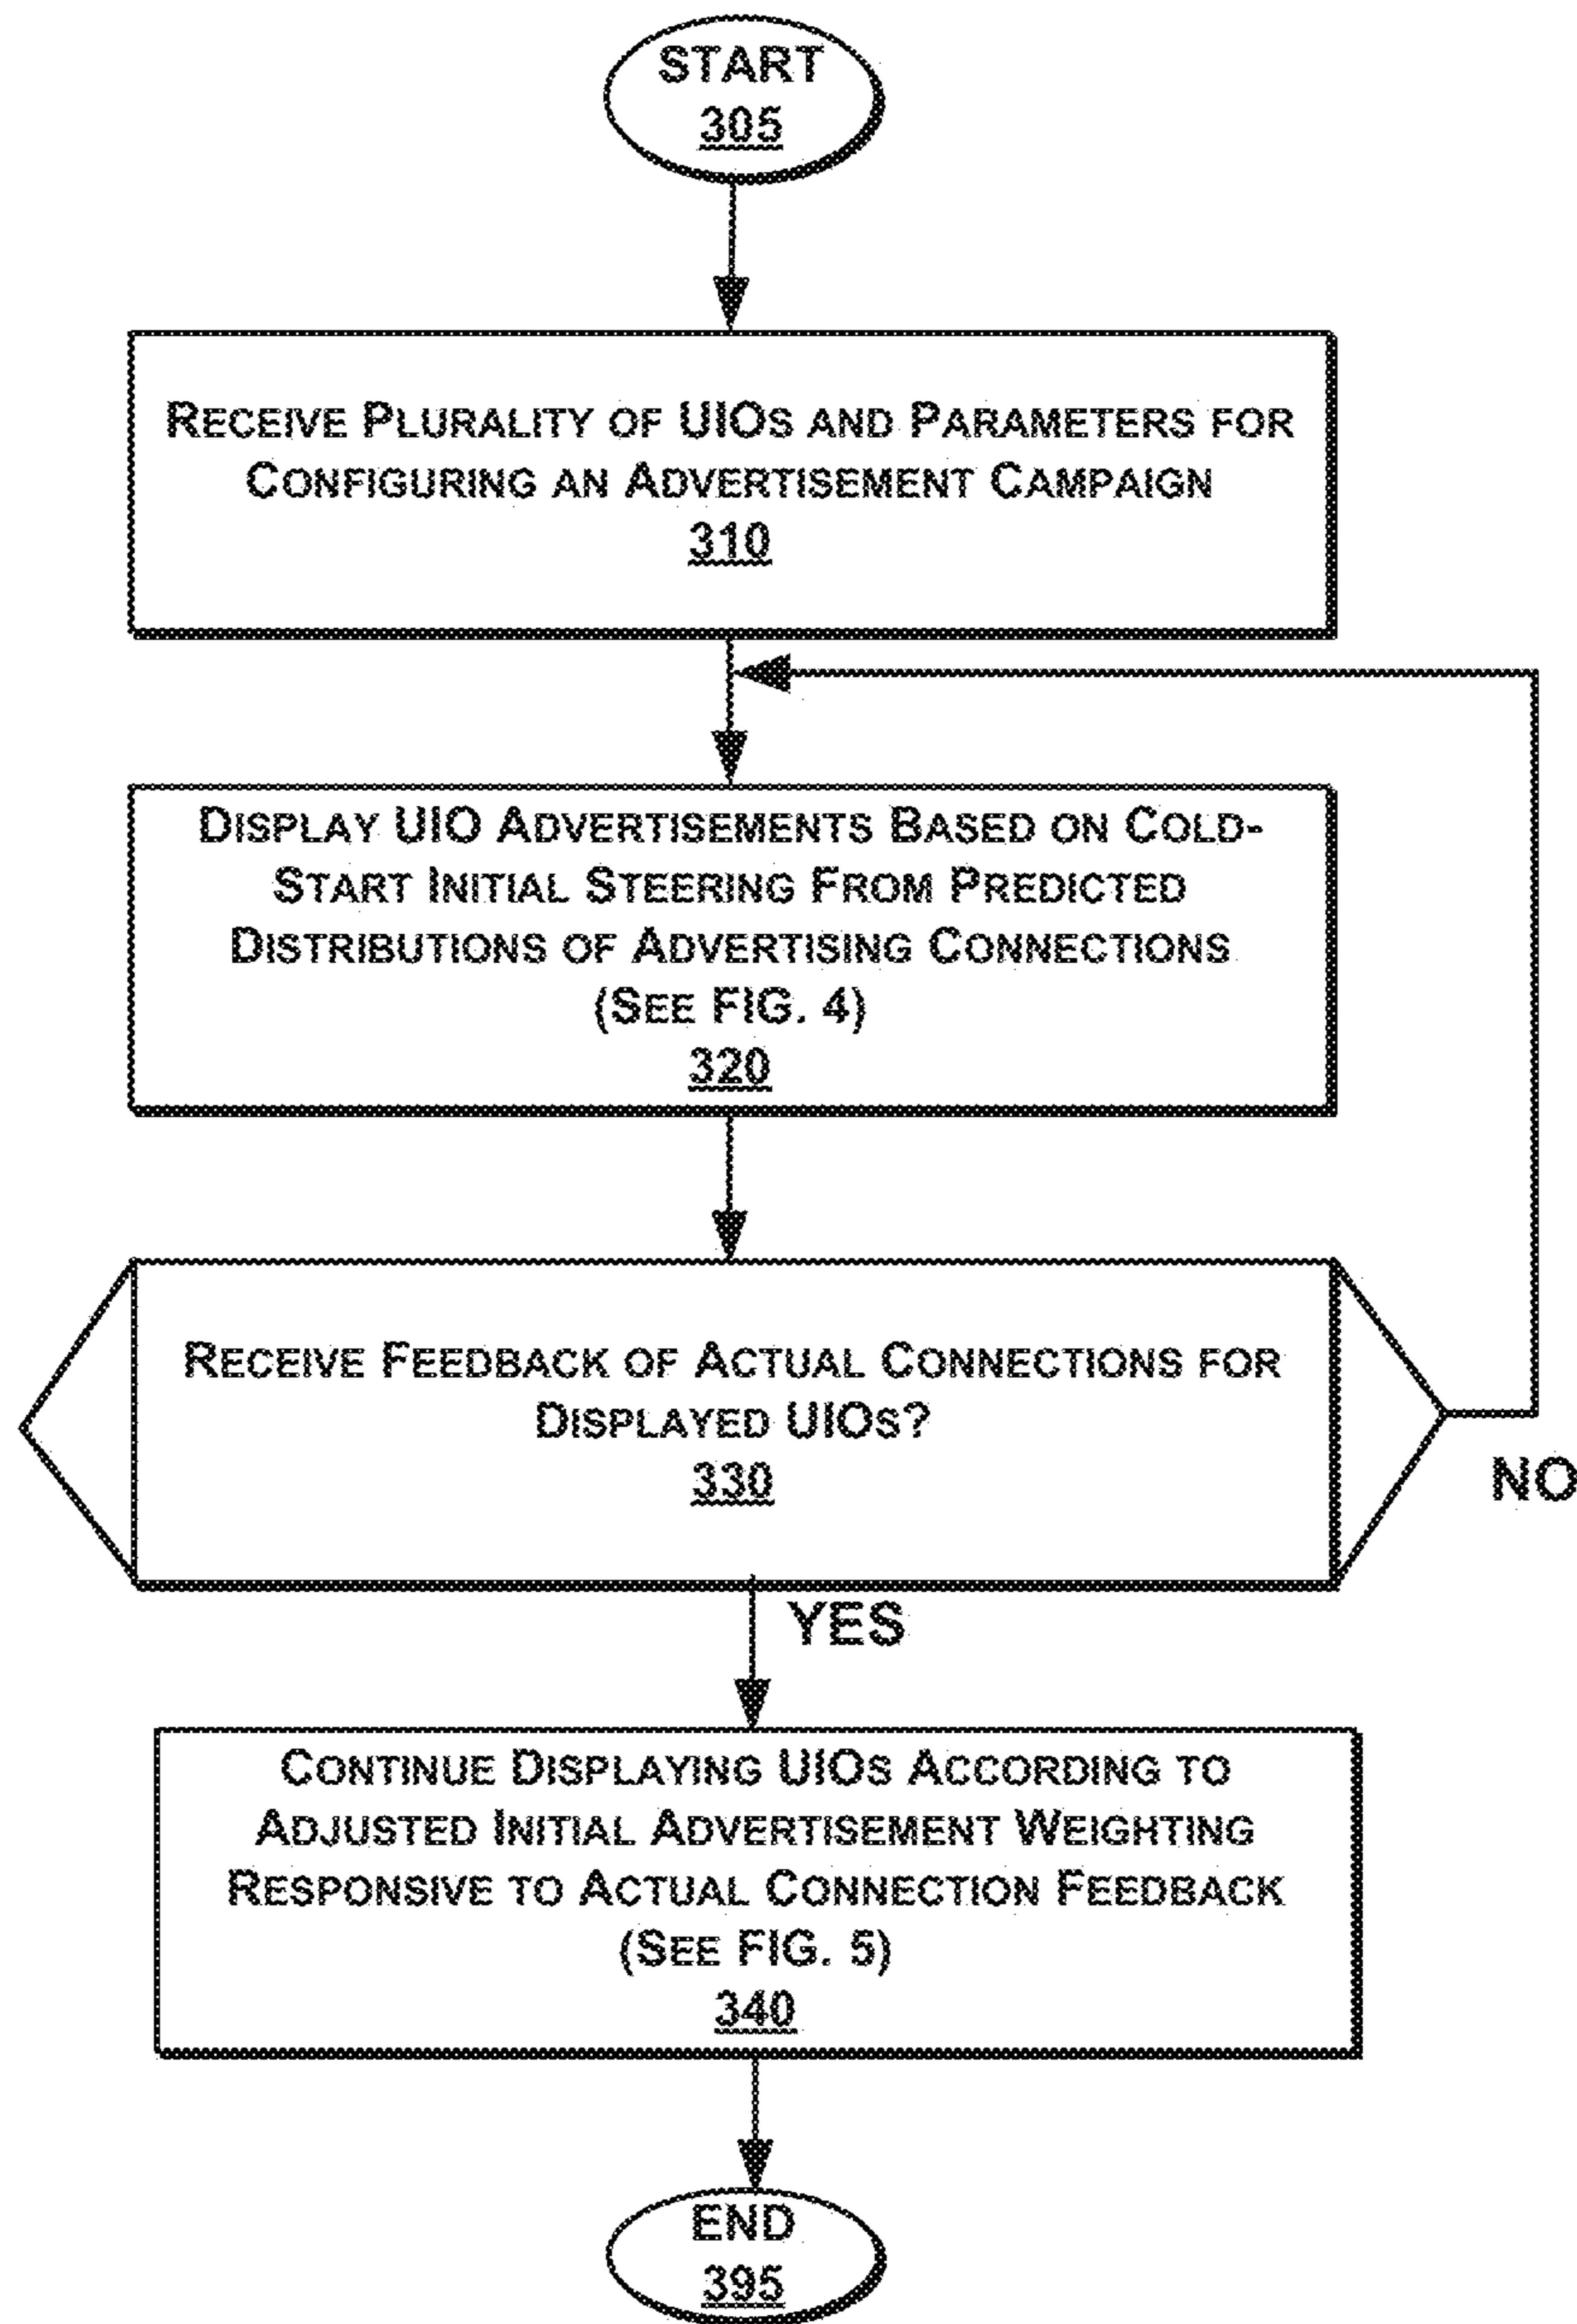 START
305
RECEIVE PLURALITY OF UIOS AND PARAMETERS FOR
CONFIGURING AN ADVERTISEMENT CAMPAIGN
310
DISPLAY UIO ADVERTISEMENTS BASED ON COLD-
START INITIAL STEERING FROM PREDICTED
DISTRIBUTIONS OF ADVERTISING CONNECTIONS
(SEE FIG. 4)
320
RECEIVE FEEDBACK OF ACTUAL CONNECTIONS FOR
DISPLAYED UIOS?
330
NO
YES
CONTINUE DISPLAYING UIOS ACCORDING TO
ADJUSTED INITIAL ADVERTISEMENT WEIGHTING
RESPONSIVE TO ACTUAL CONNECTION FEEDBACK
(SEE FIG. 5)
340
END
395